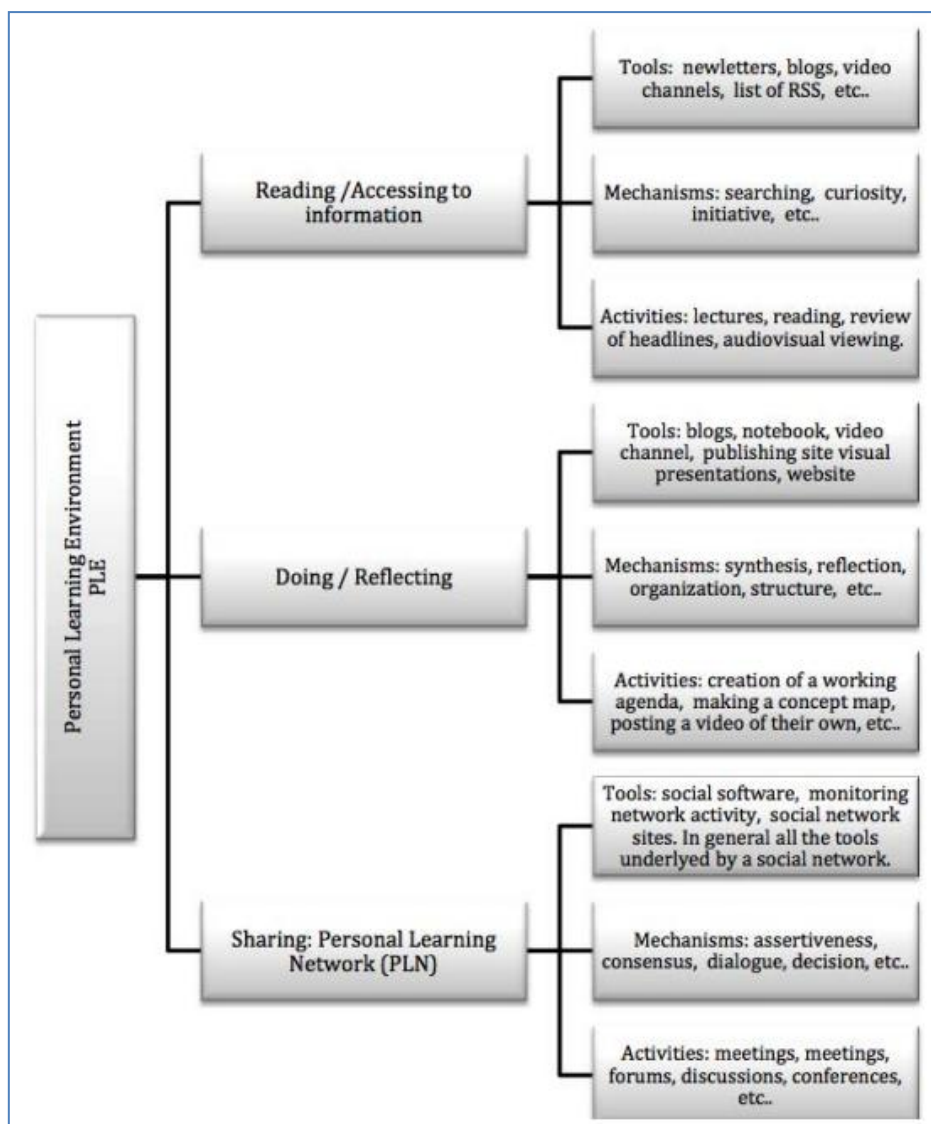 Personal Learning Environment
PLE
Reading /Accessing to
information
Tools: newletters, blogs, video
channels, list of RSS, etc..
Mechanisms: searching, curiosity,
initiative, etc..
Activities: lectures, reading, review
of headlines, audiovisual viewing.
Doing / Reflecting
Tools: blogs, notebook, video
channel, publishing site visual
presentations, website
Mechanisms: synthesis, reflection,
organization, structure, etc..
Activities: creation of a working
agenda, making a concept map,
posting a video of their own, etc..
Sharing: Personal Learning
Network (PLN)
Tools: social software, monitoring
network activity, social network
sites. In general all the tools
underlyed by a social network.
Mechanisms: assertiveness,
consensus, dialogue, decision, etc..
Activities: meetings, meetings,
forums, discussions, conferences,
etc..